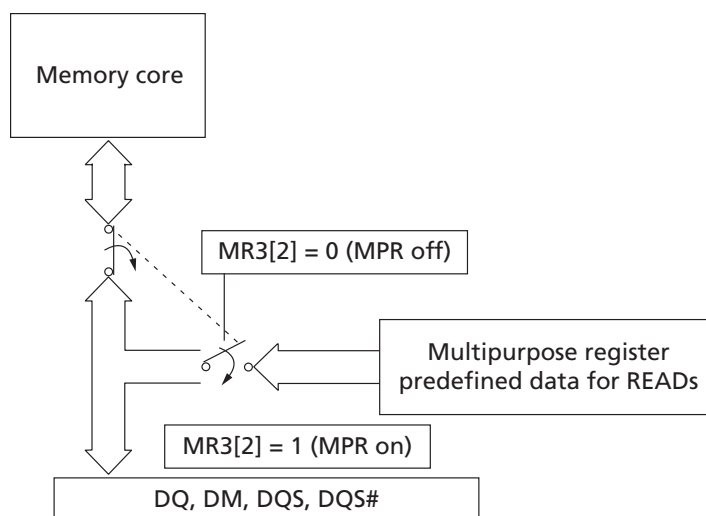 Memory core
MR3[2] = 0 (MPR off)
Multipurpose register
predefined data for READs
MR3[2] = 1 (MPR on)
DQ, DM, DQS, DQS#